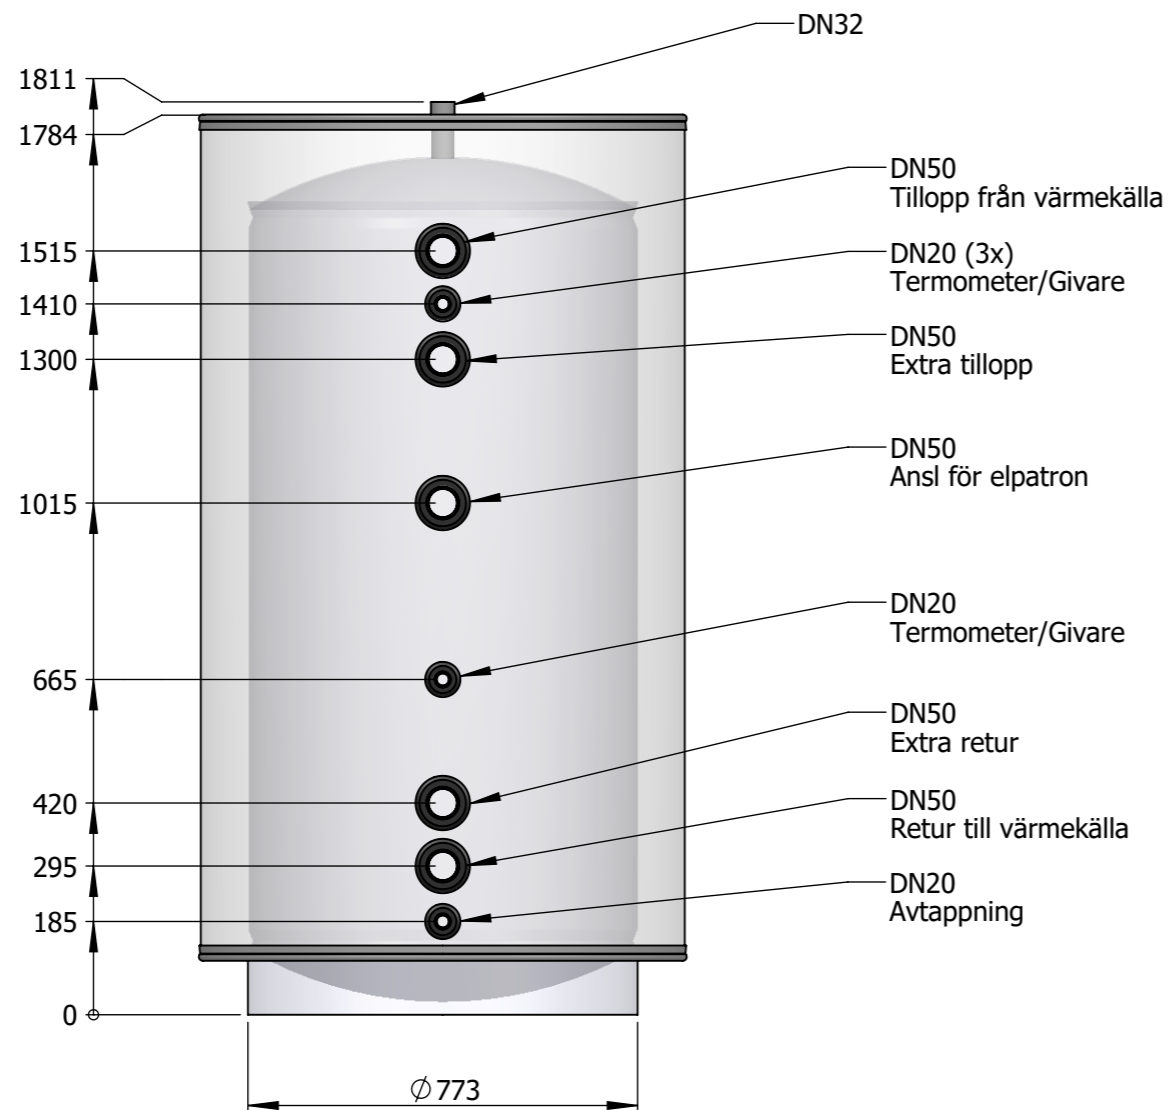 DN32
1811
1784
DN50
Tillopp från värmekälla
1515
DN20 (3x)
Termometer/Givare
1410
DN50
Extra tillopp
1300
DN50
Ansl för elpatron
1015
DN20
Termometer/Givare
665
DN50
Extra retur
420
DN50
Retur till värmekälla
295
DN20
Avtappning
185
0
∅773